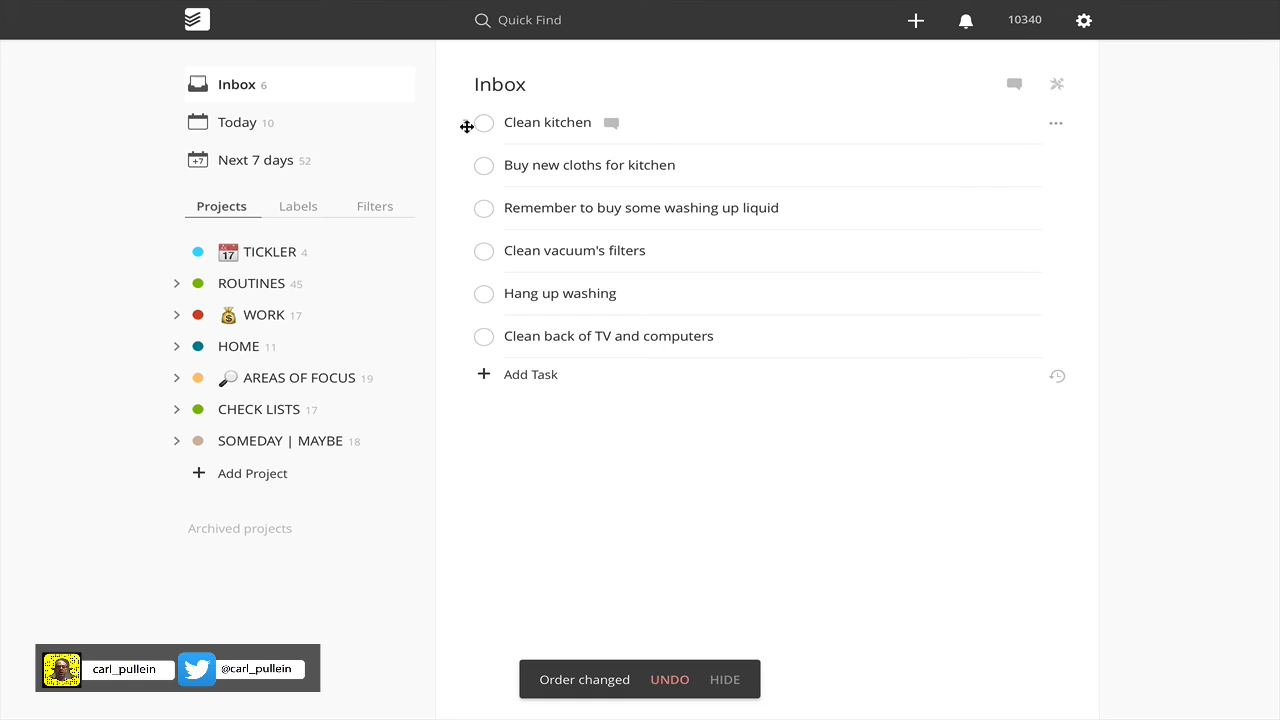 Quick Find
10340
Inbox 6
Today 10
Next 7 days 52
Projects Labels Filters
17 TICKLER 4
ROUTINES 45
WORK 17
HOME 11
AREAS OF FOCUS 19
CHECK LISTS 17
SOMEDAY | MAYBE 18
Add Project
Archived projects
Inbox
Clean kitchen
Buy new cloths for kitchen
Remember to buy some washing up liquid
Clean vacuum's filters
Hang up washing
Clean back of TV and computers
Add Task
carl_pullein @carl_pullein
Order changed UNDO HIDE